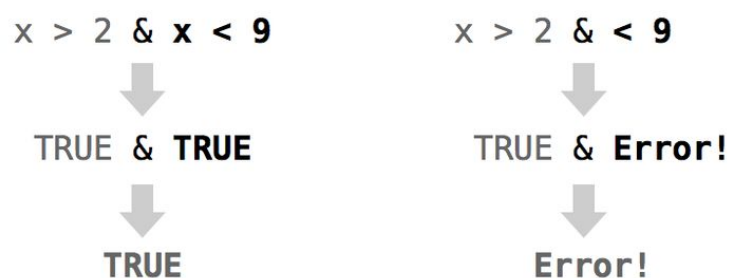 x > 2 & x < 9
TRUE & TRUE
TRUE
x > 2 & < 9
TRUE & Error!
Error!